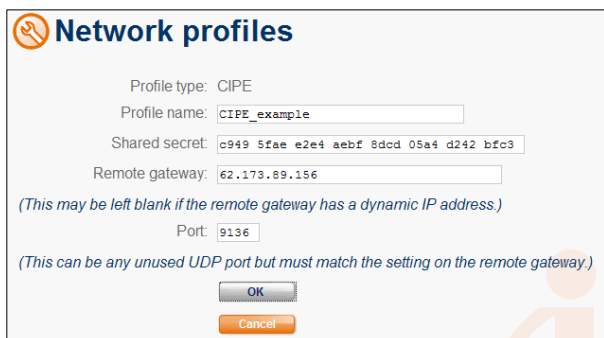 Network profiles
Profile type: CIPE
Profile name: CIPE_example
Shared secret: c949 5fae e2e4 aebf 8dcd 05a4 d242 bfc3
Remote gateway: 62.173.89.156
(This may be left blank if the remote gateway has a dynamic IP address.)
Port: 9136
(This can be any unused UDP port but must match the setting on the remote gateway.)
OK
Cancel